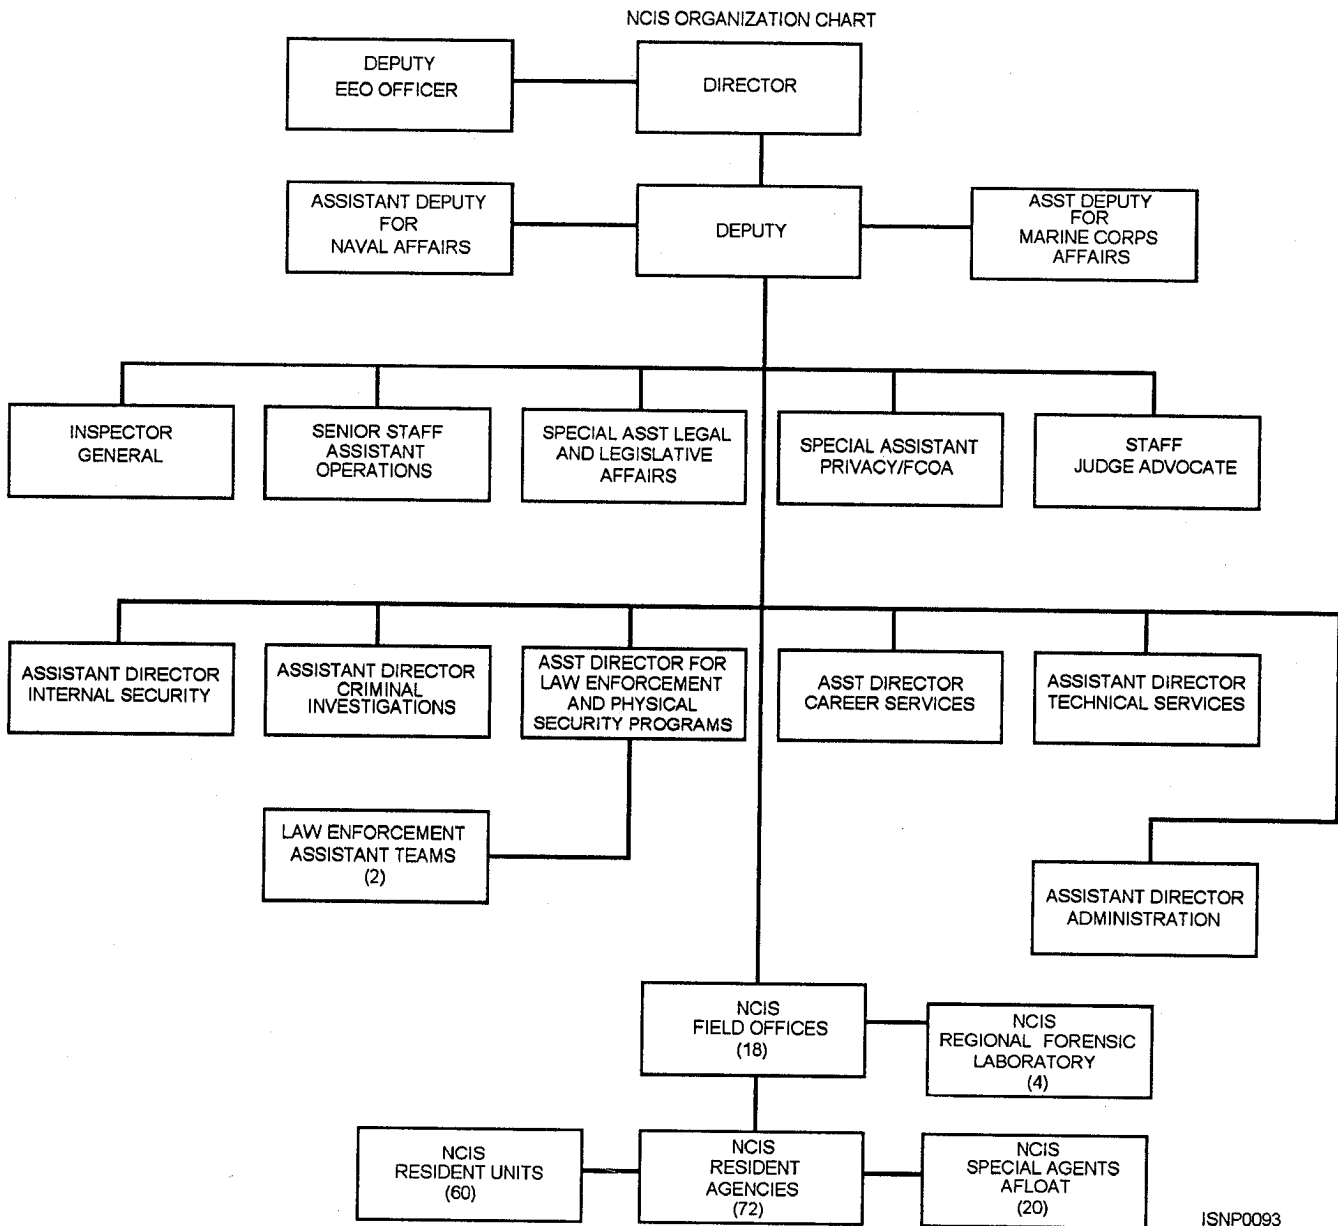 NCIS ORGANIZATION CHART
DEPUTY
EEO OFFICER
DIRECTOR
ASSISTANT DEPUTY
FOR
NAVAL AFFAIRS
DEPUTY
ASST DEPUTY
FOR
MARINE CORPS
AFFAIRS
INSPECTOR
GENERAL
SENIOR STAFF
ASSISTANT
OPERATIONS
SPECIAL ASST LEGAL
AND LEGISLATIVE
AFFAIRS
SPECIAL ASSISTANT
PRIVACY/FCOA
STAFF
JUDGE ADVOCATE
ASSISTANT DIRECTOR
INTERNAL SECURITY
ASSISTANT DIRECTOR
CRIMINAL
INVESTIGATIONS
ASST DIRECTOR FOR
LAW ENFORCEMENT
AND PHYSICAL
SECURITY PROGRAMS
ASST DIRECTOR
CAREER SERVICES
ASSISTANT DIRECTOR
TECHNICAL SERVICES
LAW ENFORCEMENT
ASSISTANT TEAMS
(2)
ASSISTANT DIRECTOR
ADMINISTRATION
NCIS
FIELD OFFICES
(18)
NCIS
REGIONAL FORENSIC
LABORATORY
(4)
NCIS
RESIDENT UNITS
(60)
NCIS
RESIDENT
AGENCIES
(72)
NCIS
SPECIAL AGENTS
AFLOAT
(20)
ISNP0093